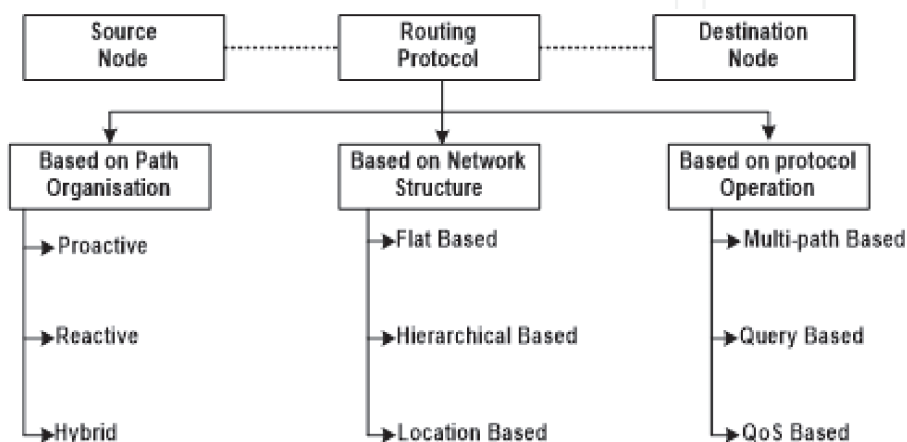 Source
Node
Routing
Protocol
Destination
Node
Based on Path
Organisation
Based on Network
Structure
Based on protocol
Operation
Proactive
Reactive
Hybrid
Flat Based
Hierarchical Based
Location Based
Multi-path Based
Query Based
QoS Based